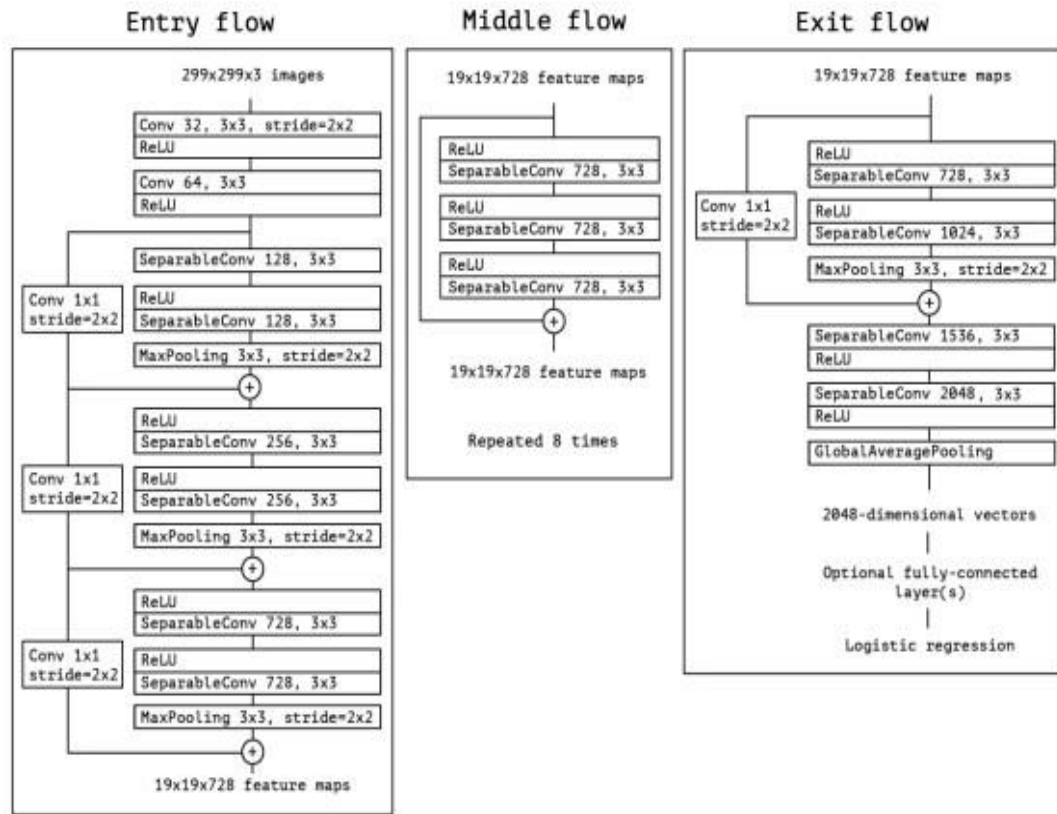 Entry flow
299x299x3 images
Conv 32, 3x3, stride=2x2
ReLU
Conv 64, 3x3
ReLU
SeparableConv 128, 3x3
Conv 1x1
stride=2x2
ReLU
SeparableConv 128, 3x3
MaxPooling 3x3, stride=2x2
+
ReLU
SeparableConv 256, 3x3
Conv 1x1
stride=2x2
ReLU
SeparableConv 256, 3x3
MaxPooling 3x3, stride=2x2
+
ReLU
SeparableConv 728, 3x3
Conv 1x1
stride=2x2
ReLU
SeparableConv 728, 3x3
MaxPooling 3x3, stride=2x2
+
19x19x728 feature maps
Middle flow
19x19x728 feature maps
ReLU
SeparableConv 728, 3x3
ReLU
SeparableConv 728, 3x3
ReLU
SeparableConv 728, 3x3
+
19x19x728 feature maps
Repeated 8 times
Exit flow
19x19x728 feature maps
ReLU
SeparableConv 728, 3x3
Conv 1x1
stride=2x2
ReLU
SeparableConv 1024, 3x3
MaxPooling 3x3, stride=2x2
+
SeparableConv 1536, 3x3
ReLU
SeparableConv 2048, 3x3
ReLU
GlobalAveragePooling
2048-dimensional vectors
Optional fully-connected
layer(s)
Logistic regression